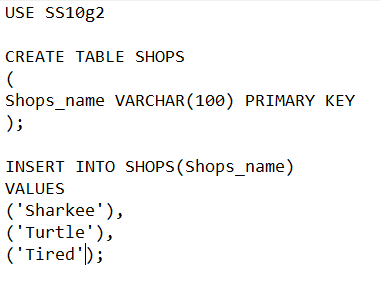 USE SS10g2
CREATE TABLE SHOPS
(
Shops_name VARCHAR(100) PRIMARY KEY
);
INSERT INTO SHOPS(Shops_name)
VALUES
('Sharkee'),
('Turtle'),
('Tired');